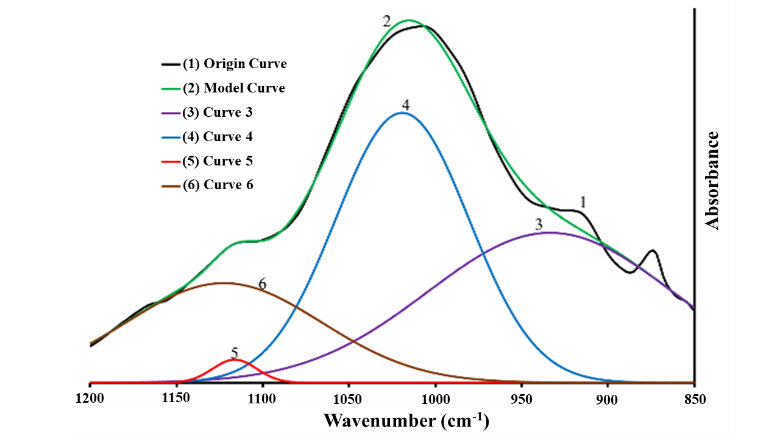 2
(1) Origin Curve
(2) Model Curve
(3) Curve 3
(4) Curve 4
(5) Curve 5
(6) Curve 6
4
1
3
6
5
Absorbance
1200 1150 1100 1050 1000 950 900 850
Wavenumber (cm⁻¹)